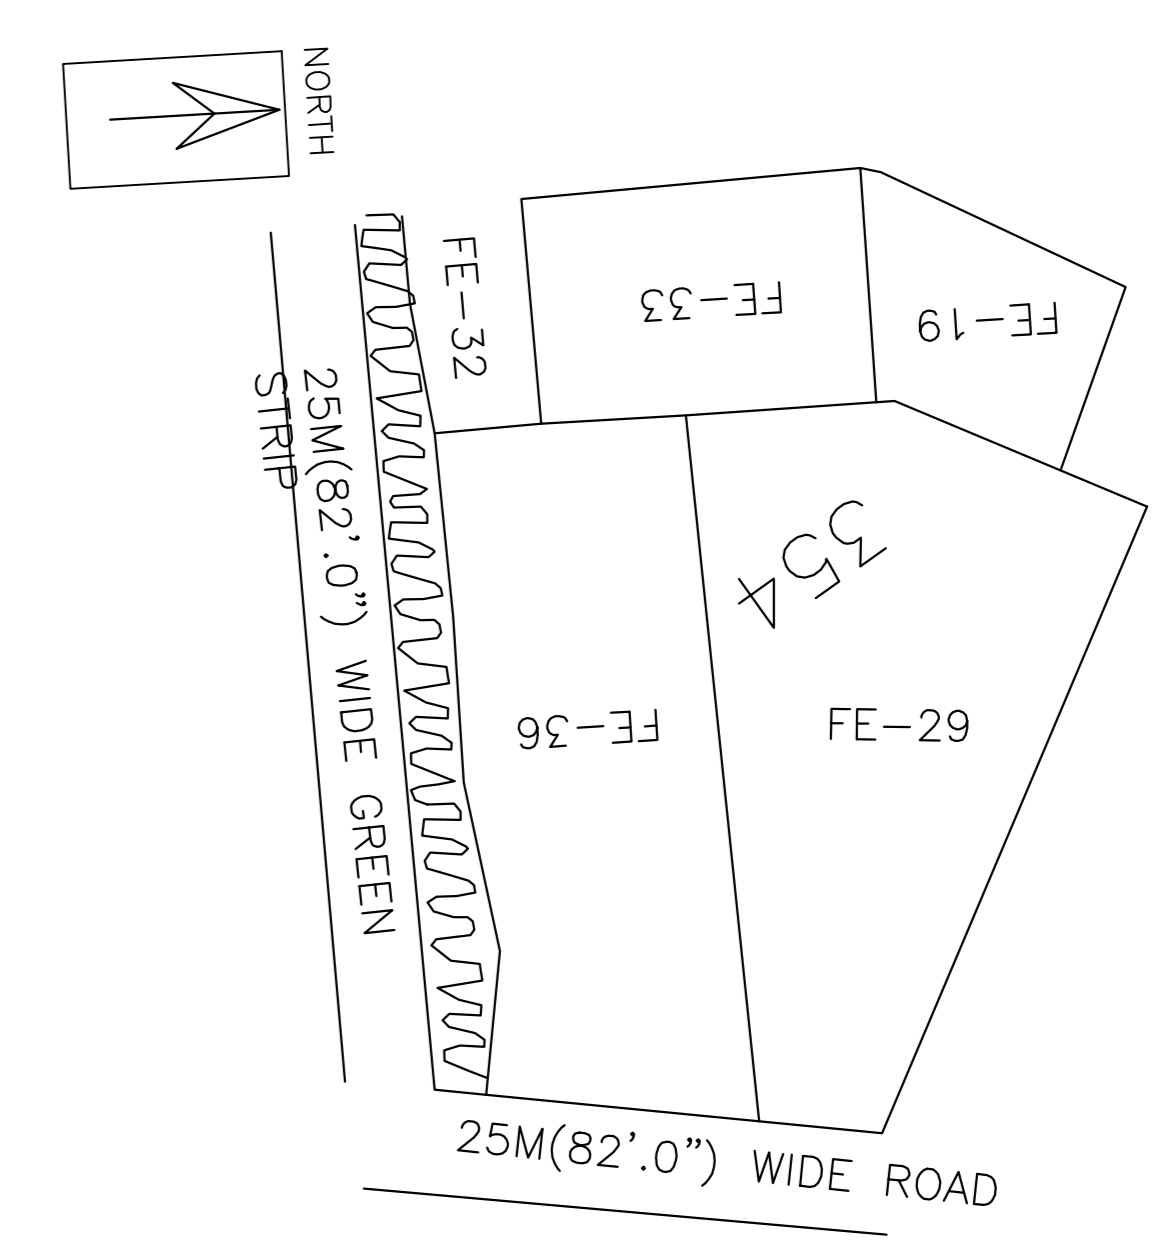 NORTH
FE-32
FE-33
FE-19
25M(82'.0") WIDE GREEN
STRIP
354
FE-36
FE-29
25M(82'.0") WIDE ROAD